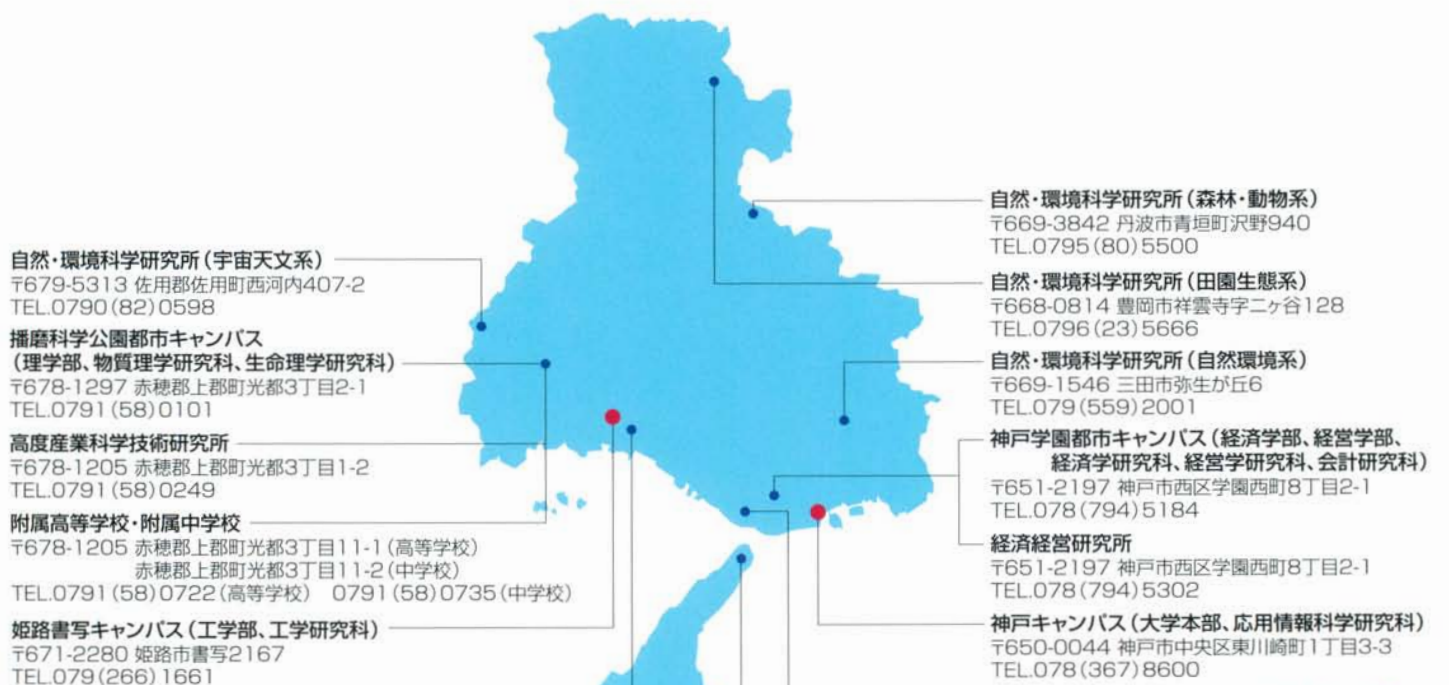 自然・環境科学研究所(宇宙天文系)
〒679-5313 佐用郡佐用町西河内407-2
TEL.0790(82)0598
播磨科学公園都市キャンパス
(理学部、物質理学研究科、生命理学研究科)
〒678-1297 赤穂郡上郡町光都3丁目2-1
TEL.0791(58)0101
高度産業科学技術研究所
〒678-1205 赤穂郡上郡町光都3丁目1-2
TEL.0791(58)0249
附属高等学校・附属中学校
〒678-1205 赤穂郡上郡町光都3丁目11-1(高等学校)
赤穂郡上郡町光都3丁目11-2(中学校)
TEL.0791(58)0722(高等学校) 0791(58)0735(中学校)
姫路書写キャンパス(工学部、工学研究科)
〒671-2280 姫路市書写2167
TEL.079(266)1661
自然・環境科学研究所(森林・動物系)
〒669-3842 丹波市青垣町沢野940
TEL.0795(80)5500
自然・環境科学研究所(田園生態系)
〒668-0814 豊岡市祥雲寺字二ヶ谷128
TEL.0796(23)5666
自然・環境科学研究所(自然環境系)
〒669-1546 三田市弥生が丘6
TEL.079(559)2001
神戸学園都市キャンパス(経済学部、経営学部、
経済学研究科、経営学研究科、会計研究科)
〒651-2197 神戸市西区学園西町8丁目2-1
TEL.078(794)5184
経済経営研究所
〒651-2197 神戸市西区学園西町8丁目2-1
TEL.078(794)5302
神戸キャンパス(大学本部、応用情報科学研究科)
〒650-0044 神戸市中央区東川崎町1丁目3-3
TEL.078(367)8600